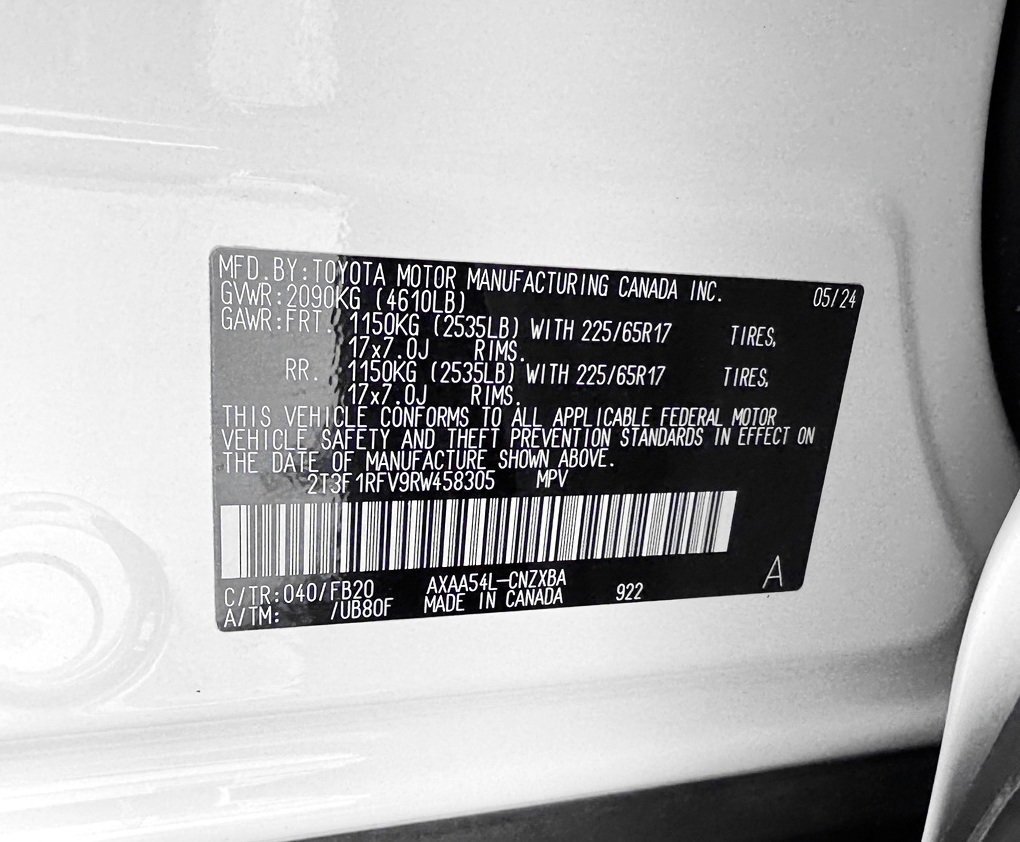 MFD.BY:TOYOTA MOTOR MANUFACTURING CANADA INC. 05/24
GVWR:2090KG (4610LB)
GAWR:FRT. 1150KG (2535LB) WITH 225/65R17 TIRES,
17x7.0J RIMS.
RR. 1150KG (2535LB) WITH 225/65R17 TIRES,
17x7.0J RIMS.
THIS VEHICLE CONFORMS TO ALL APPLICABLE FEDERAL MOTOR
VEHICLE SAFETY AND THEFT PREVENTION STANDARDS IN EFFECT ON
THE DATE OF MANUFACTURE SHOWN ABOVE.
2T3F1RFV9RW458305 MPV
C/TR:040/FB20 AXAA54L-CNZXBA
A/TM: /UB80F MADE IN CANADA 922 A